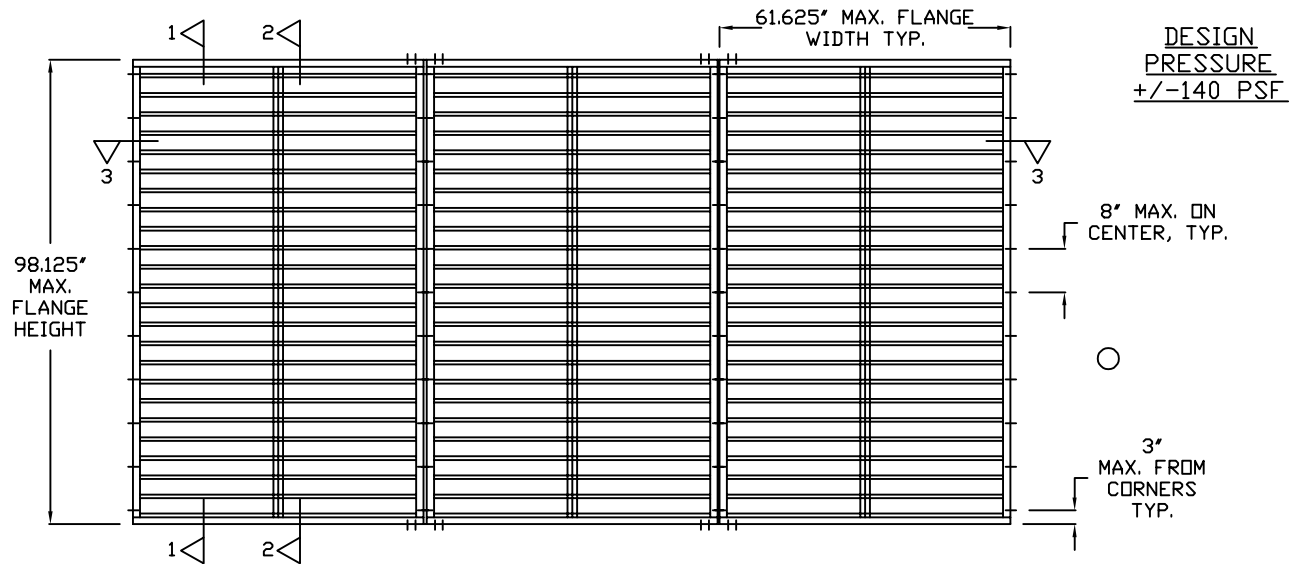 1
2
61.625" MAX. FLANGE
WIDTH TYP.
DESIGN
PRESSURE
+/-140 PSF
3
3
8" MAX. ON
CENTER, TYP.
98.125"
MAX.
FLANGE
HEIGHT
3"
MAX. FROM
CORNERS
TYP.
1
2